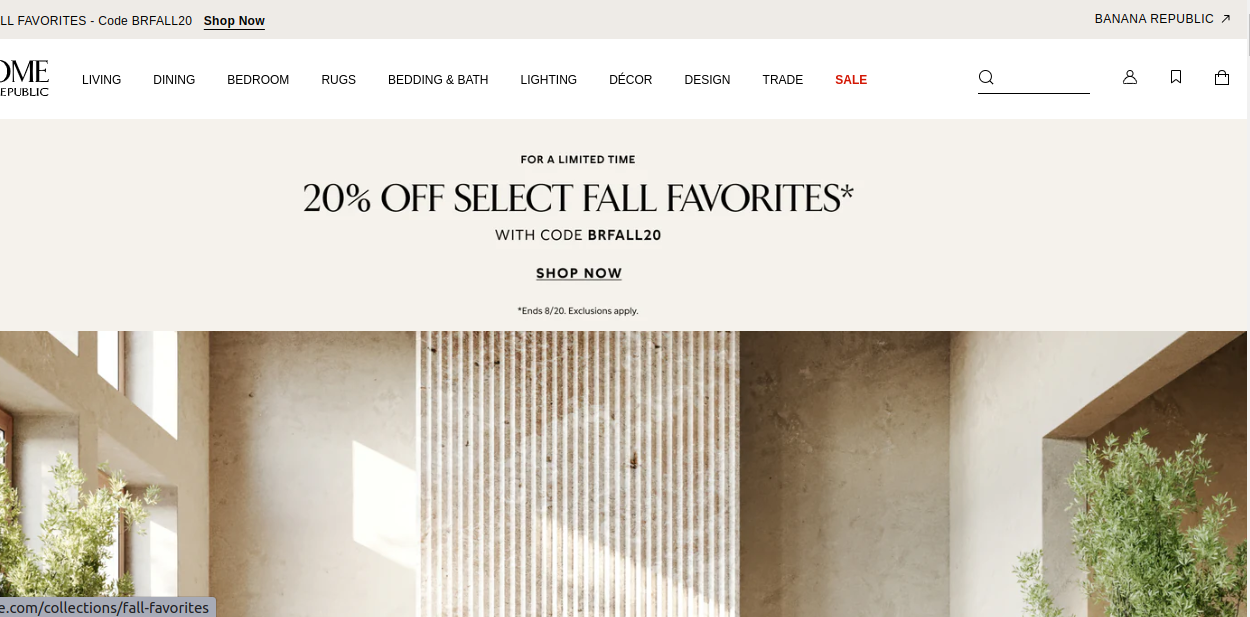 LL FAVORITES - Code BRFALL20 Shop Now
BANANA REPUBLIC
OME
REPUBLIC
LIVING DINING BEDROOM RUGS BEDDING & BATH LIGHTING DÉCOR DESIGN TRADE SALE
FOR A LIMITED TIME
20% OFF SELECT FALL FAVORITES*
WITH CODE BRFALL20
SHOP NOW
*Ends 8/20. Exclusions apply.
e.com/collections/fall-favorites